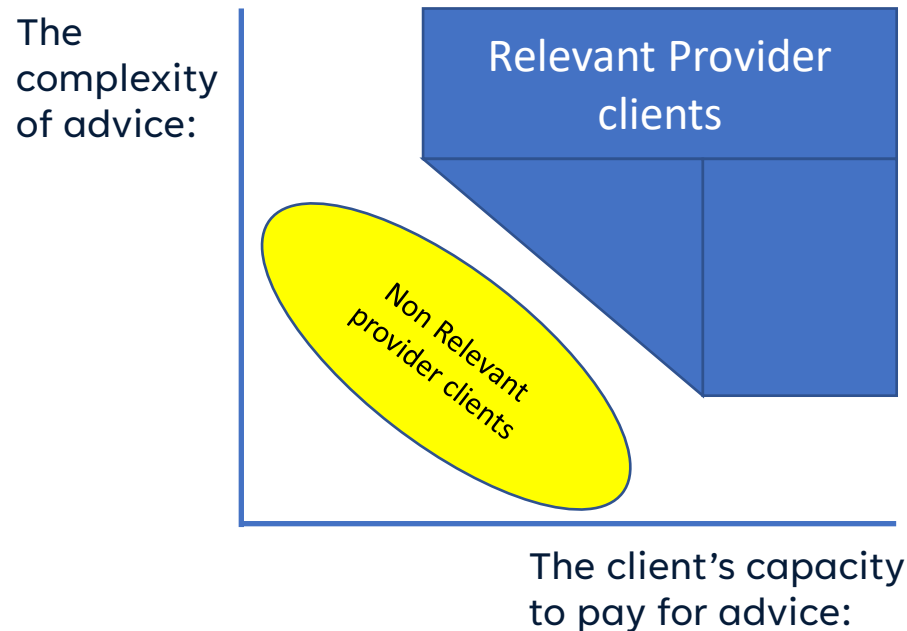 The
complexity
of advice:
Relevant Provider
clients
Non Relevant
provider clients
The client’s capacity
to pay for advice: